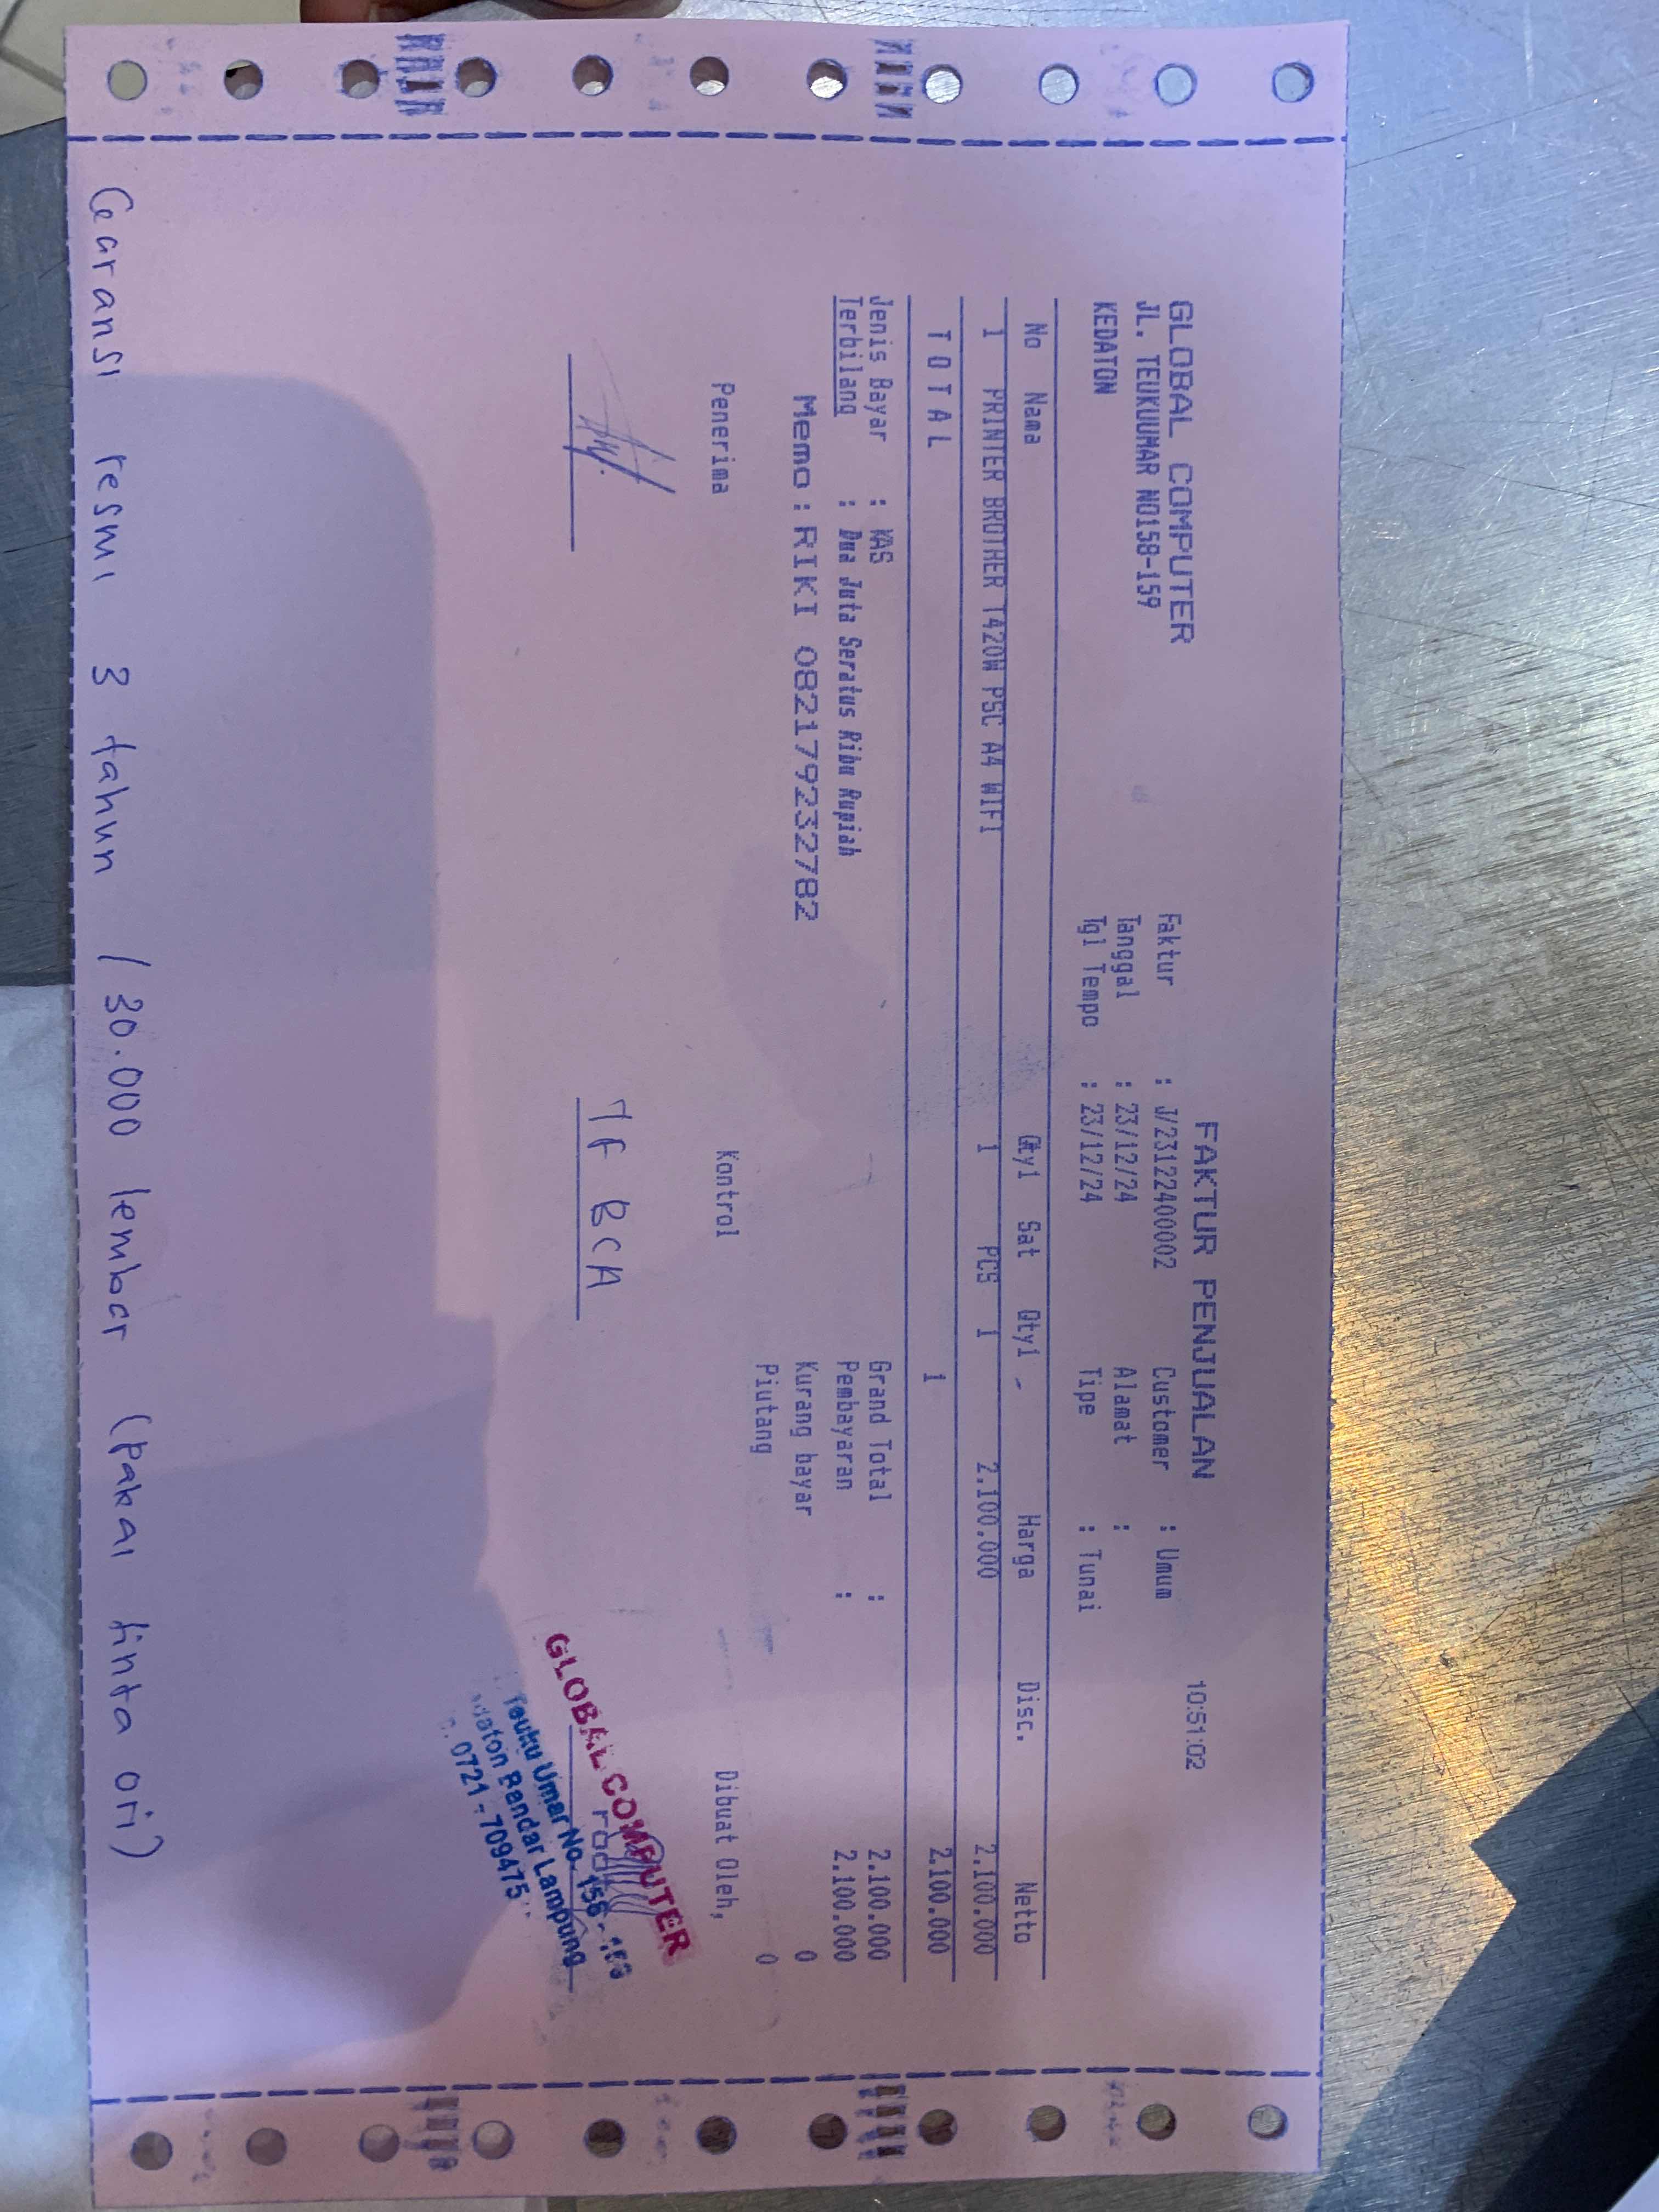 FAKTUR PENJUALAN 10:51:02
GLOBAL COMPUTER
JL. TEUKUUMAR NO158-159
KEDATON
Faktur : J/2312240002 Customer : Umum
Tanggal : 23/12/24 Alamat :
Tgl Tempo : 23/12/24 Tipe : Tunai
No Nama Qty1 Sat Qty1 - Harga Disc. Netto
1 PRINTER BROTHER T420W PSC A4 WIFI 1 PCS 1 2.100.000 2.100.000
T O T A L 1 2.100.000
Jenis Bayar : KAS Grand Total : 2.100.000
Terbilang : Dua Juta Seratus Ribu Rupiah Pembayaran : 2.100.000
Memo : RIKI 082179232782 Kurang bayar 0
Piutang 0
Penerima Kontrol Dibuat Oleh,
TF BCA
GLOBAL COMPUTER
Teuku Umar No. 158 -
Bandar Lampung
0721 - 709475
Garansi resmi 3 tahun / 30.000 lembar (pakai tinta ori)